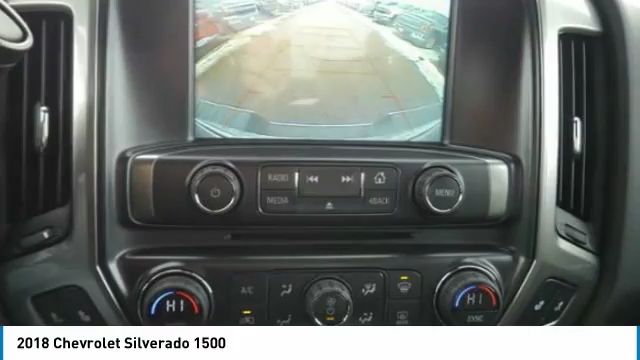 RADIO
MEDIA
BACK
MENU
HI
A/C
HI
SYNC
2018 Chevrolet Silverado 1500